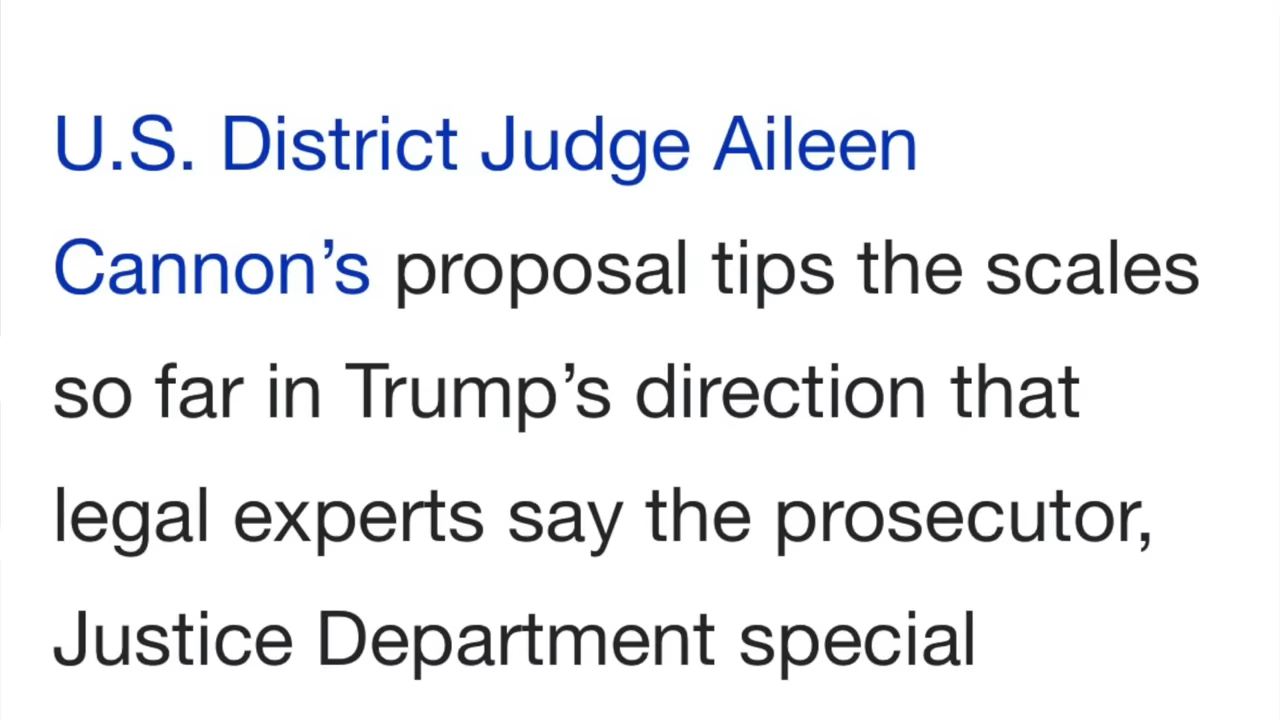 U.S. District Judge Aileen
Cannon’s proposal tips the scales
so far in Trump’s direction that
legal experts say the prosecutor,
Justice Department special